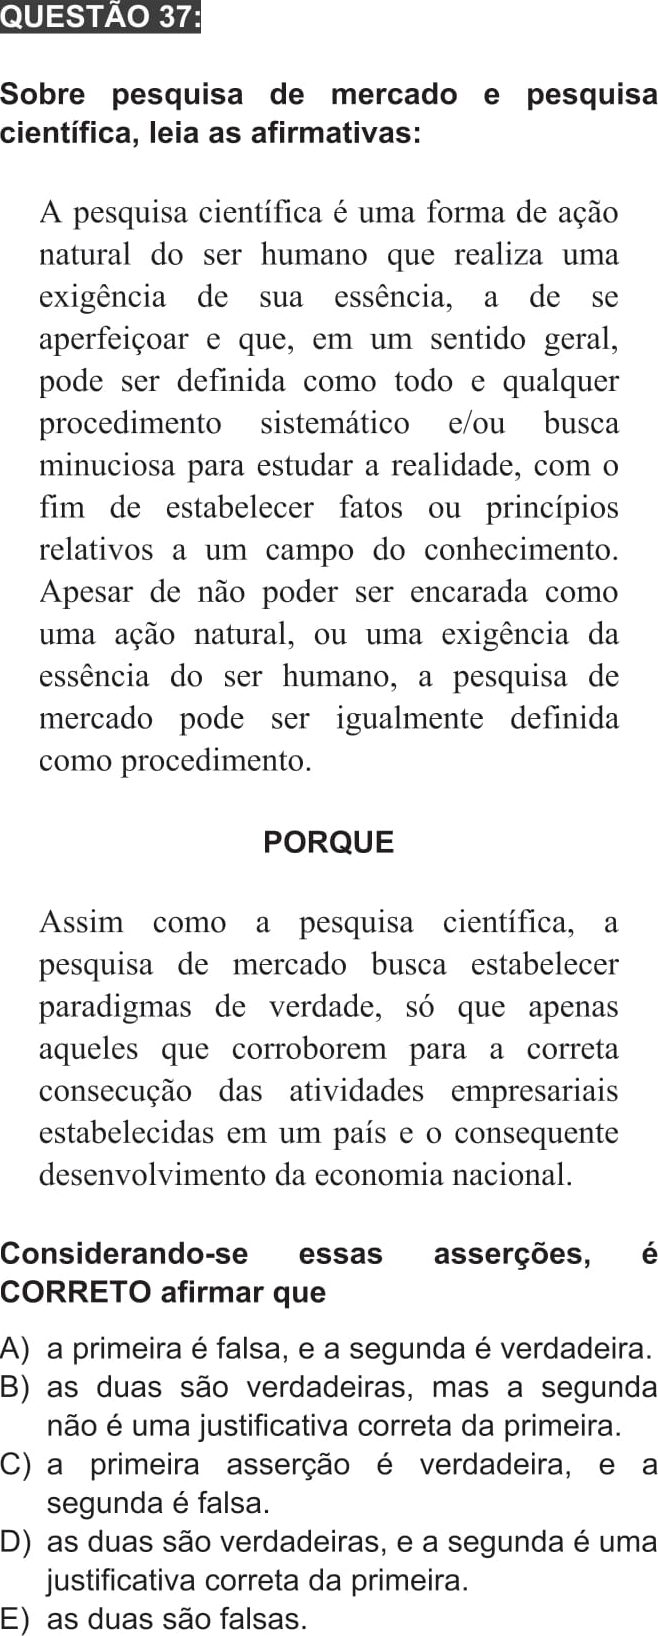 QUESTÃO 37:
Sobre pesquisa de mercado e pesquisa
científica, leia as afirmativas:
A pesquisa científica é uma forma de ação
natural do ser humano que realiza uma
exigência de sua essência, a de se
aperfeiçoar e que, em um sentido geral,
pode ser definida como todo e qualquer
procedimento sistemático e/ou busca
minuciosa para estudar a realidade, com o
fim de estabelecer fatos ou princípios
relativos a um campo do conhecimento.
Apesar de não poder ser encarada como
uma ação natural, ou uma exigência da
essência do ser humano, a pesquisa de
mercado pode ser igualmente definida
como procedimento.
PORQUE
Assim como a pesquisa científica, a
pesquisa de mercado busca estabelecer
paradigmas de verdade, só que apenas
aqueles que corroborem para a correta
consecução das atividades empresariais
estabelecidas em um país e o consequente
desenvolvimento da economia nacional.
Considerando-se essas asserções, é
CORRETO afirmar que
A) a primeira é falsa, e a segunda é verdadeira.
B) as duas são verdadeiras, mas a segunda
não é uma justificativa correta da primeira.
C) a primeira asserção é verdadeira, e a
segunda é falsa.
D) as duas são verdadeiras, e a segunda é uma
justificativa correta da primeira.
E) as duas são falsas.